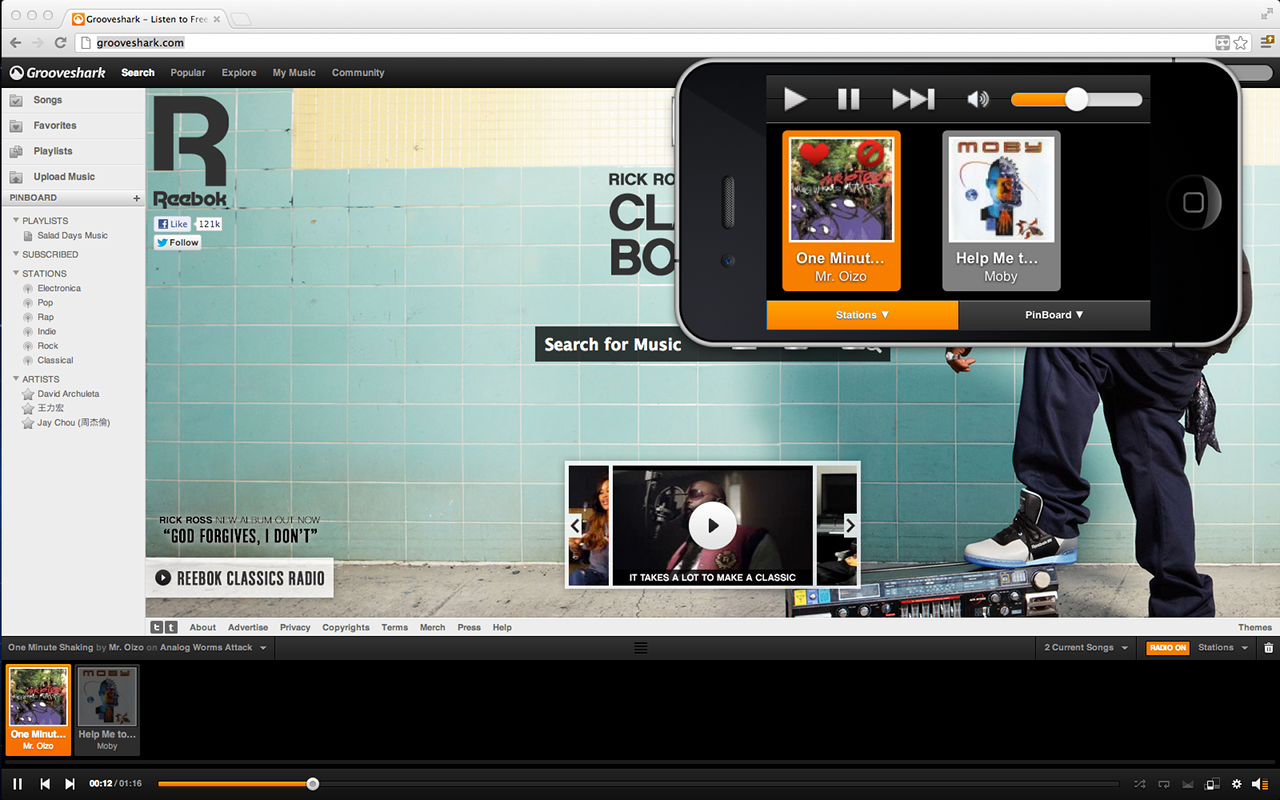 Grooveshark – Listen to Free
grooveshark.com
Grooveshark
Search
Popular
Explore
My Music
Community
Songs
Favorites
Playlists
Upload Music
PINBOARD +
PLAYLISTS
Salad Days Music
SUBSCRIBED
STATIONS
Electronica
Pop
Rap
Indie
Rock
Classical
ARTISTS
David Archuleta
王力宏
Jay Chou (周杰倫)
R
Reebok
Like 121k
Follow
RICK RO
CL
BO
Search for Music
One Minut...
Mr. Oizo
MOBY
Help Me t...
Moby
Stations ▼
PinBoard ▼
RICK ROSS NEW ALBUM OUT NOW
“GOD FORGIVES, I DON'T”
REEBOK CLASSICS RADIO
IT TAKES A LOT TO MAKE A CLASSIC
About
Advertise
Privacy
Copyrights
Terms
Merch
Press
Help
Themes
One Minute Shaking by Mr. Oizo on Analog Worms Attack
2 Current Songs
RADIO ON
Stations
One Minut...
Mr. Oizo
MOBY
Help Me to...
Moby
00:12 / 01:16